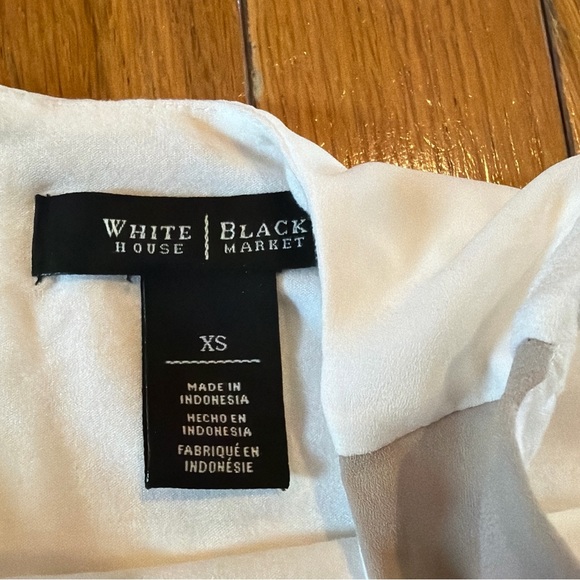 WHITE | BLACK
HOUSE | MARKET
XS
MADE IN
INDONESIA
HECHO EN
INDONESIA
FABRIQUÉ EN
INDONÉSIE